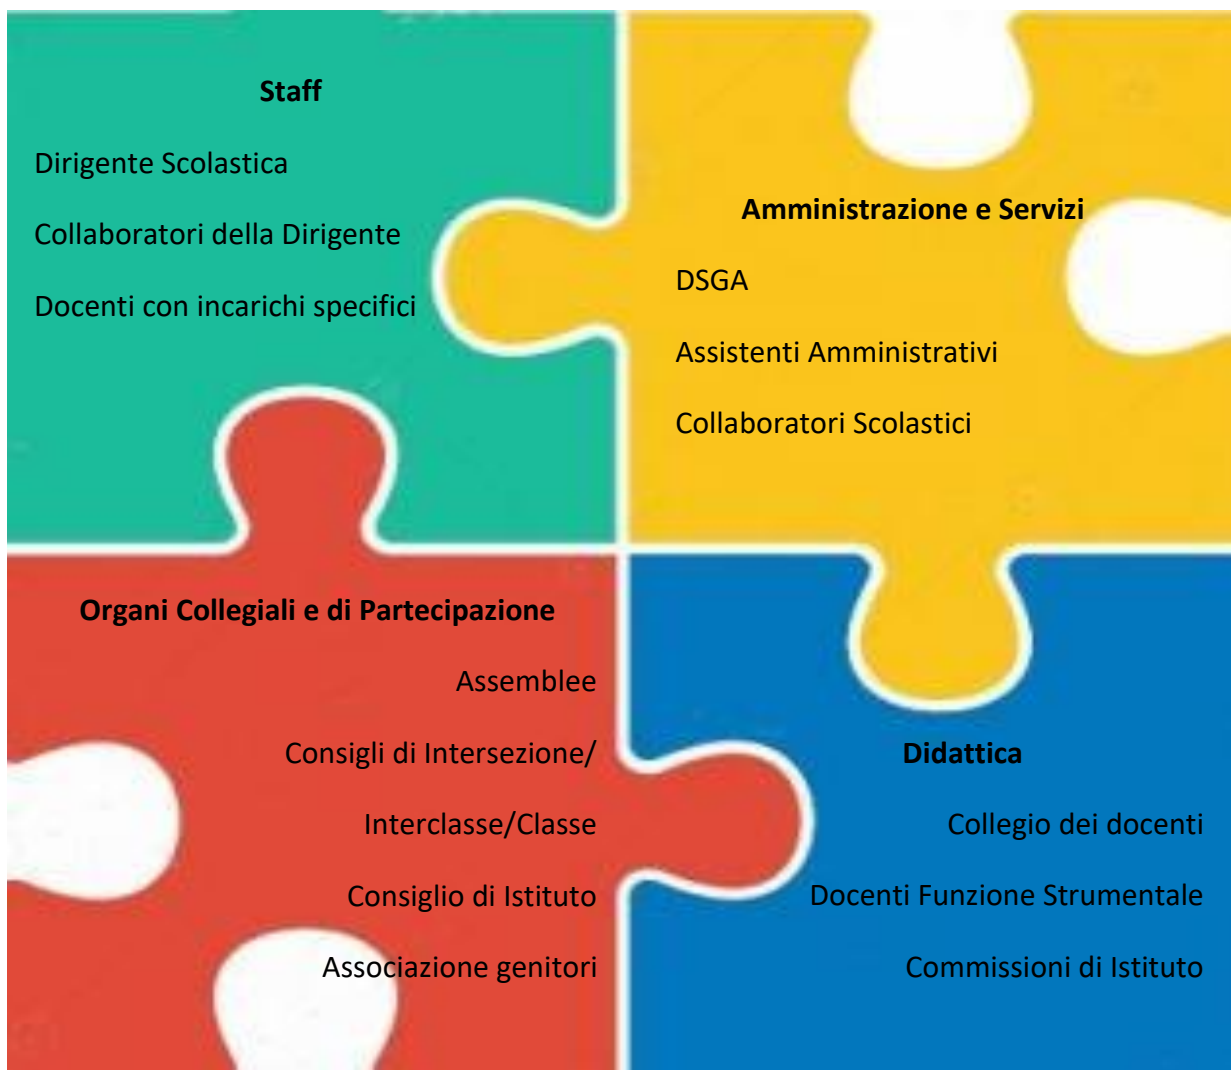 Staff
Dirigente Scolastica
Collaboratori della Dirigente
Docenti con incarichi specifici
Amministrazione e Servizi
DSGA
Assistenti Amministrativi
Collaboratori Scolastici
Organi Collegiali e di Partecipazione
Assemblee
Consigli di Intersezione/
Interclasse/Classe
Consiglio di Istituto
Associazione genitori
Didattica
Collegio dei docenti
Docenti Funzione Strumentale
Commissioni di Istituto